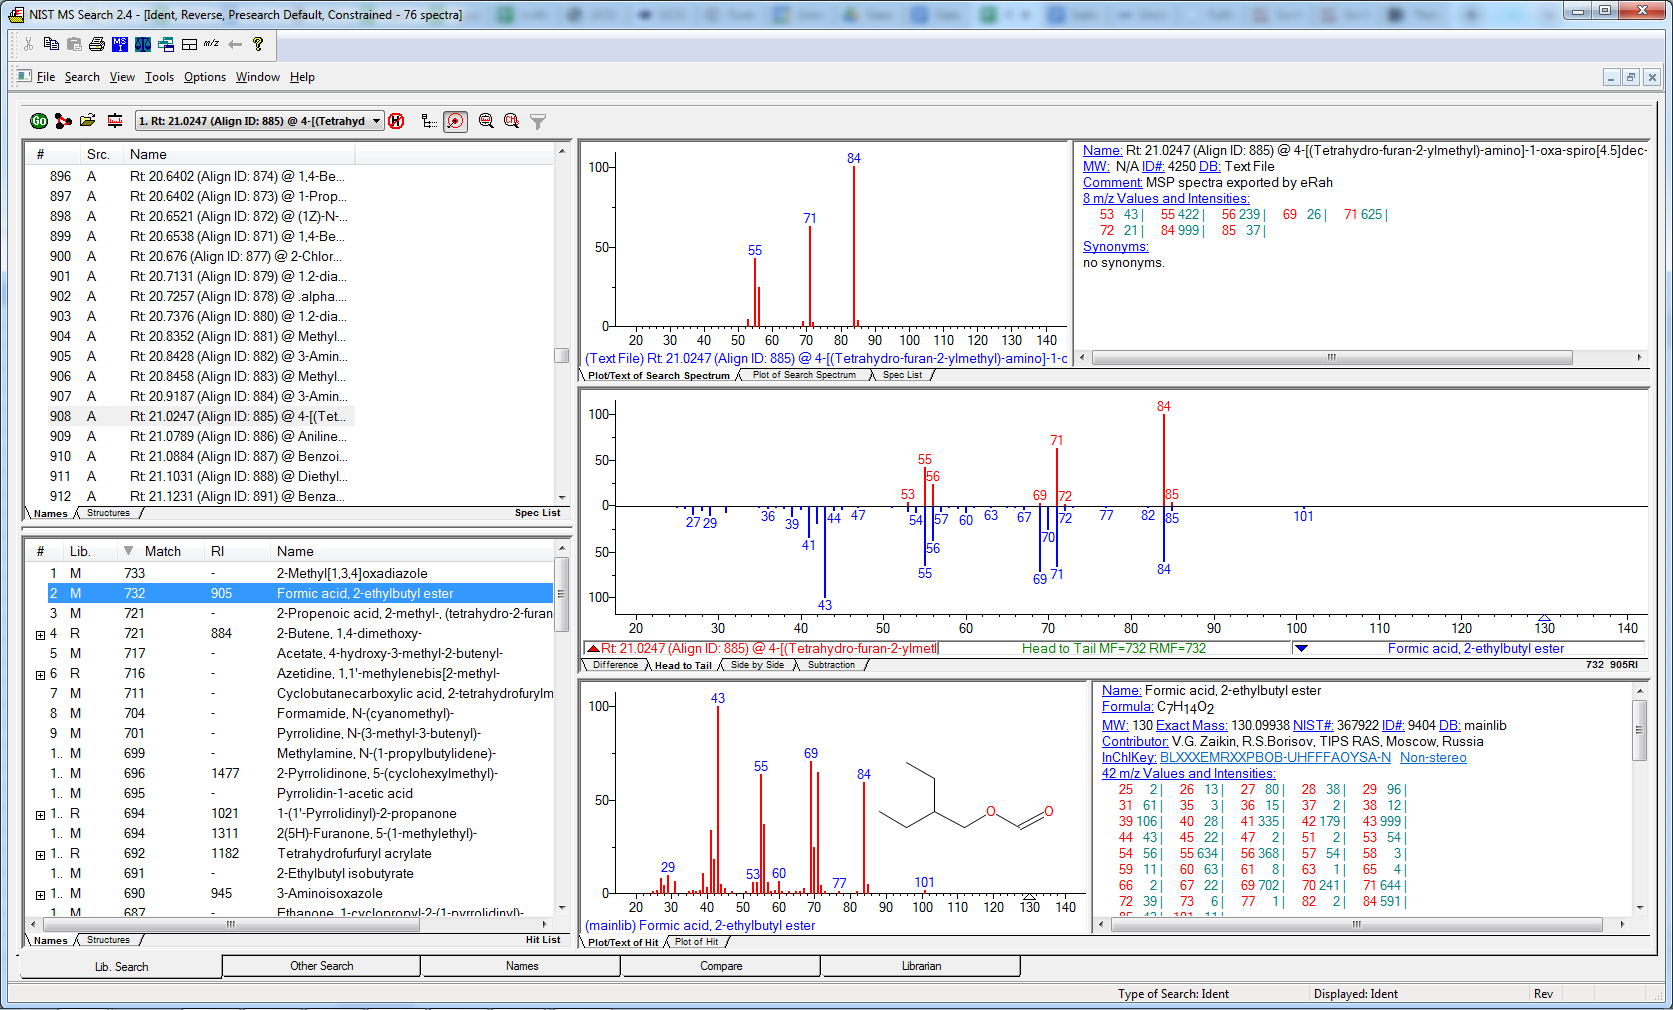 NIST MS Search 2.4 - [Ident, Reverse, Presearch Default, Constrained - 76 spectra]
File Search View Tools Options Window Help
1. Rt: 21.0247 (Align ID: 885) @ 4-[(Tetrahyd
# Src. Name
896 A Rt: 20.6402 (Align ID: 874) @ 1,4-Be...
897 A Rt: 20.6402 (Align ID: 873) @ 1-Prop...
898 A Rt: 20.6521 (Align ID: 872) @ (1Z)-N-...
899 A Rt: 20.6538 (Align ID: 871) @ 1,4-Be...
900 A Rt: 20.676 (Align ID: 877) @ 2-Chlor...
901 A Rt: 20.7131 (Align ID: 879) @ 1,2-dia...
902 A Rt: 20.7257 (Align ID: 878) @ .alpha....
903 A Rt: 20.7376 (Align ID: 880) @ 1,2-dia...
904 A Rt: 20.8352 (Align ID: 881) @ Methyl...
905 A Rt: 20.8428 (Align ID: 882) @ 3-Amin...
906 A Rt: 20.8458 (Align ID: 883) @ Methyl...
907 A Rt: 20.9187 (Align ID: 884) @ 3-Amin...
908 A Rt: 21.0247 (Align ID: 885) @ 4-[(Tet...
909 A Rt: 21.0789 (Align ID: 886) @ Aniline...
910 A Rt: 21.0884 (Align ID: 887) @ Benzoi...
911 A Rt: 21.1031 (Align ID: 888) @ Diethyl...
912 A Rt: 21.1231 (Align ID: 891) @ Benza...
Names Structures Spec List
# Lib. Match RI Name
1 M 733 - 2-Methyl[1,3,4]oxadiazole
2 M 732 905 Formic acid, 2-ethylbutyl ester
3 M 721 - 2-Propenoic acid, 2-methyl-, (tetrahydro-2-furan
4 R 721 884 2-Butene, 1,4-dimethoxy-
5 M 717 - Acetate, 4-hydroxy-3-methyl-2-butenyl-
6 R 716 - Azetidine, 1,1'-methylenebis[2-methyl-
7 M 711 - Cyclobutanecarboxylic acid, 2-tetrahydrofurylm
8 M 704 - Formamide, N-(cyanomethyl)-
9 M 701 - Pyrrolidine, N-(3-methyl-3-butenyl)-
1.. M 699 - Methylamine, N-(1-propylbutylidene)-
1.. M 696 1477 2-Pyrrolidinone, 5-(cyclohexylmethyl)-
1.. M 695 - Pyrrolidin-1-acetic acid
1.. R 694 1021 1-(1'-Pyrrolidinyl)-2-propanone
1.. M 694 1311 2(5H)-Furanone, 5-(1-methylethyl)-
1.. R 692 1182 Tetrahydrofurfuryl acrylate
1.. M 691 - 2-Ethylbutyl isobutyrate
1.. M 690 945 3-Aminoisoxazole
1.. M 687 - Ethanone, 1-cyclopropyl-2-(1-pyrrolidinyl)-
Names Structures Hit List
100
50
0
84
71
55
20 30 40 50 60 70 80 90 100 110 120 130 140
(Text File) Rt: 21.0247 (Align ID: 885) @ 4-[(Tetrahydro-furan-2-ylmethyl)-amino]-1-o
Plot/Text of Search Spectrum Plot of Search Spectrum Spec List
Name: Rt: 21.0247 (Align ID: 885) @ 4-[(Tetrahydro-furan-2-ylmethyl)-amino]-1-oxa-spiro[4.5]dec-
MW: N/A ID#: 4250 DB: Text File
Comment: MSP spectra exported by eRah
8 m/z Values and Intensities:
53 43| 55 422| 56 239| 69 26| 71 625|
72 21| 84 999| 85 37|
Synonyms:
no synonyms.
100
50
0
50
100
84
71
55
56
53 69 72 85
27 29 36 39 41 43 44 47 54 55 56 57 60 63 67 69 70 71 72 77 82 84 85 101
20 30 40 50 60 70 80 90 100 110 120 130 140
Rt: 21.0247 (Align ID: 885) @ 4-[(Tetrahydro-furan-2-ylmetl Head to Tail MF=732 RMF=732 Formic acid, 2-ethylbutyl ester
Difference Head to Tail Side by Side Subtraction 732 905RI
100
50
0
43
69
55
84
29 53 60 77 101
O O
20 30 40 50 60 70 80 90 100 110 120 130 140
(mainlib) Formic acid, 2-ethylbutyl ester
Plot/Text of Hit Plot of Hit
Name: Formic acid, 2-ethylbutyl ester
Formula: C7H14O2
MW: 130 Exact Mass: 130.09938 NIST#: 367922 ID#: 9404 DB: mainlib
Contributor: V.G. Zaikin, R.S.Borisov, TIPS RAS, Moscow, Russia
InChIKey: BLXXXEMRXXPBOB-UHFFFAOYSA-N Non-stereo
42 m/z Values and Intensities:
25 2| 26 13| 27 80| 28 38| 29 96|
31 61| 35 3| 36 15| 37 2| 38 12|
39 106| 40 28| 41 335| 42 179| 43 999|
44 43| 45 22| 47 2| 51 2| 53 54|
54 56| 55 634| 56 368| 57 54| 58 3|
59 11| 60 63| 61 8| 63 1| 65 4|
66 2| 67 22| 69 702| 70 241| 71 644|
72 39| 73 6| 77 1| 82 2| 84 591|
85 43| 101 11|
Lib. Search Other Search Names Compare Librarian
Type of Search: Ident Displayed: Ident Rev